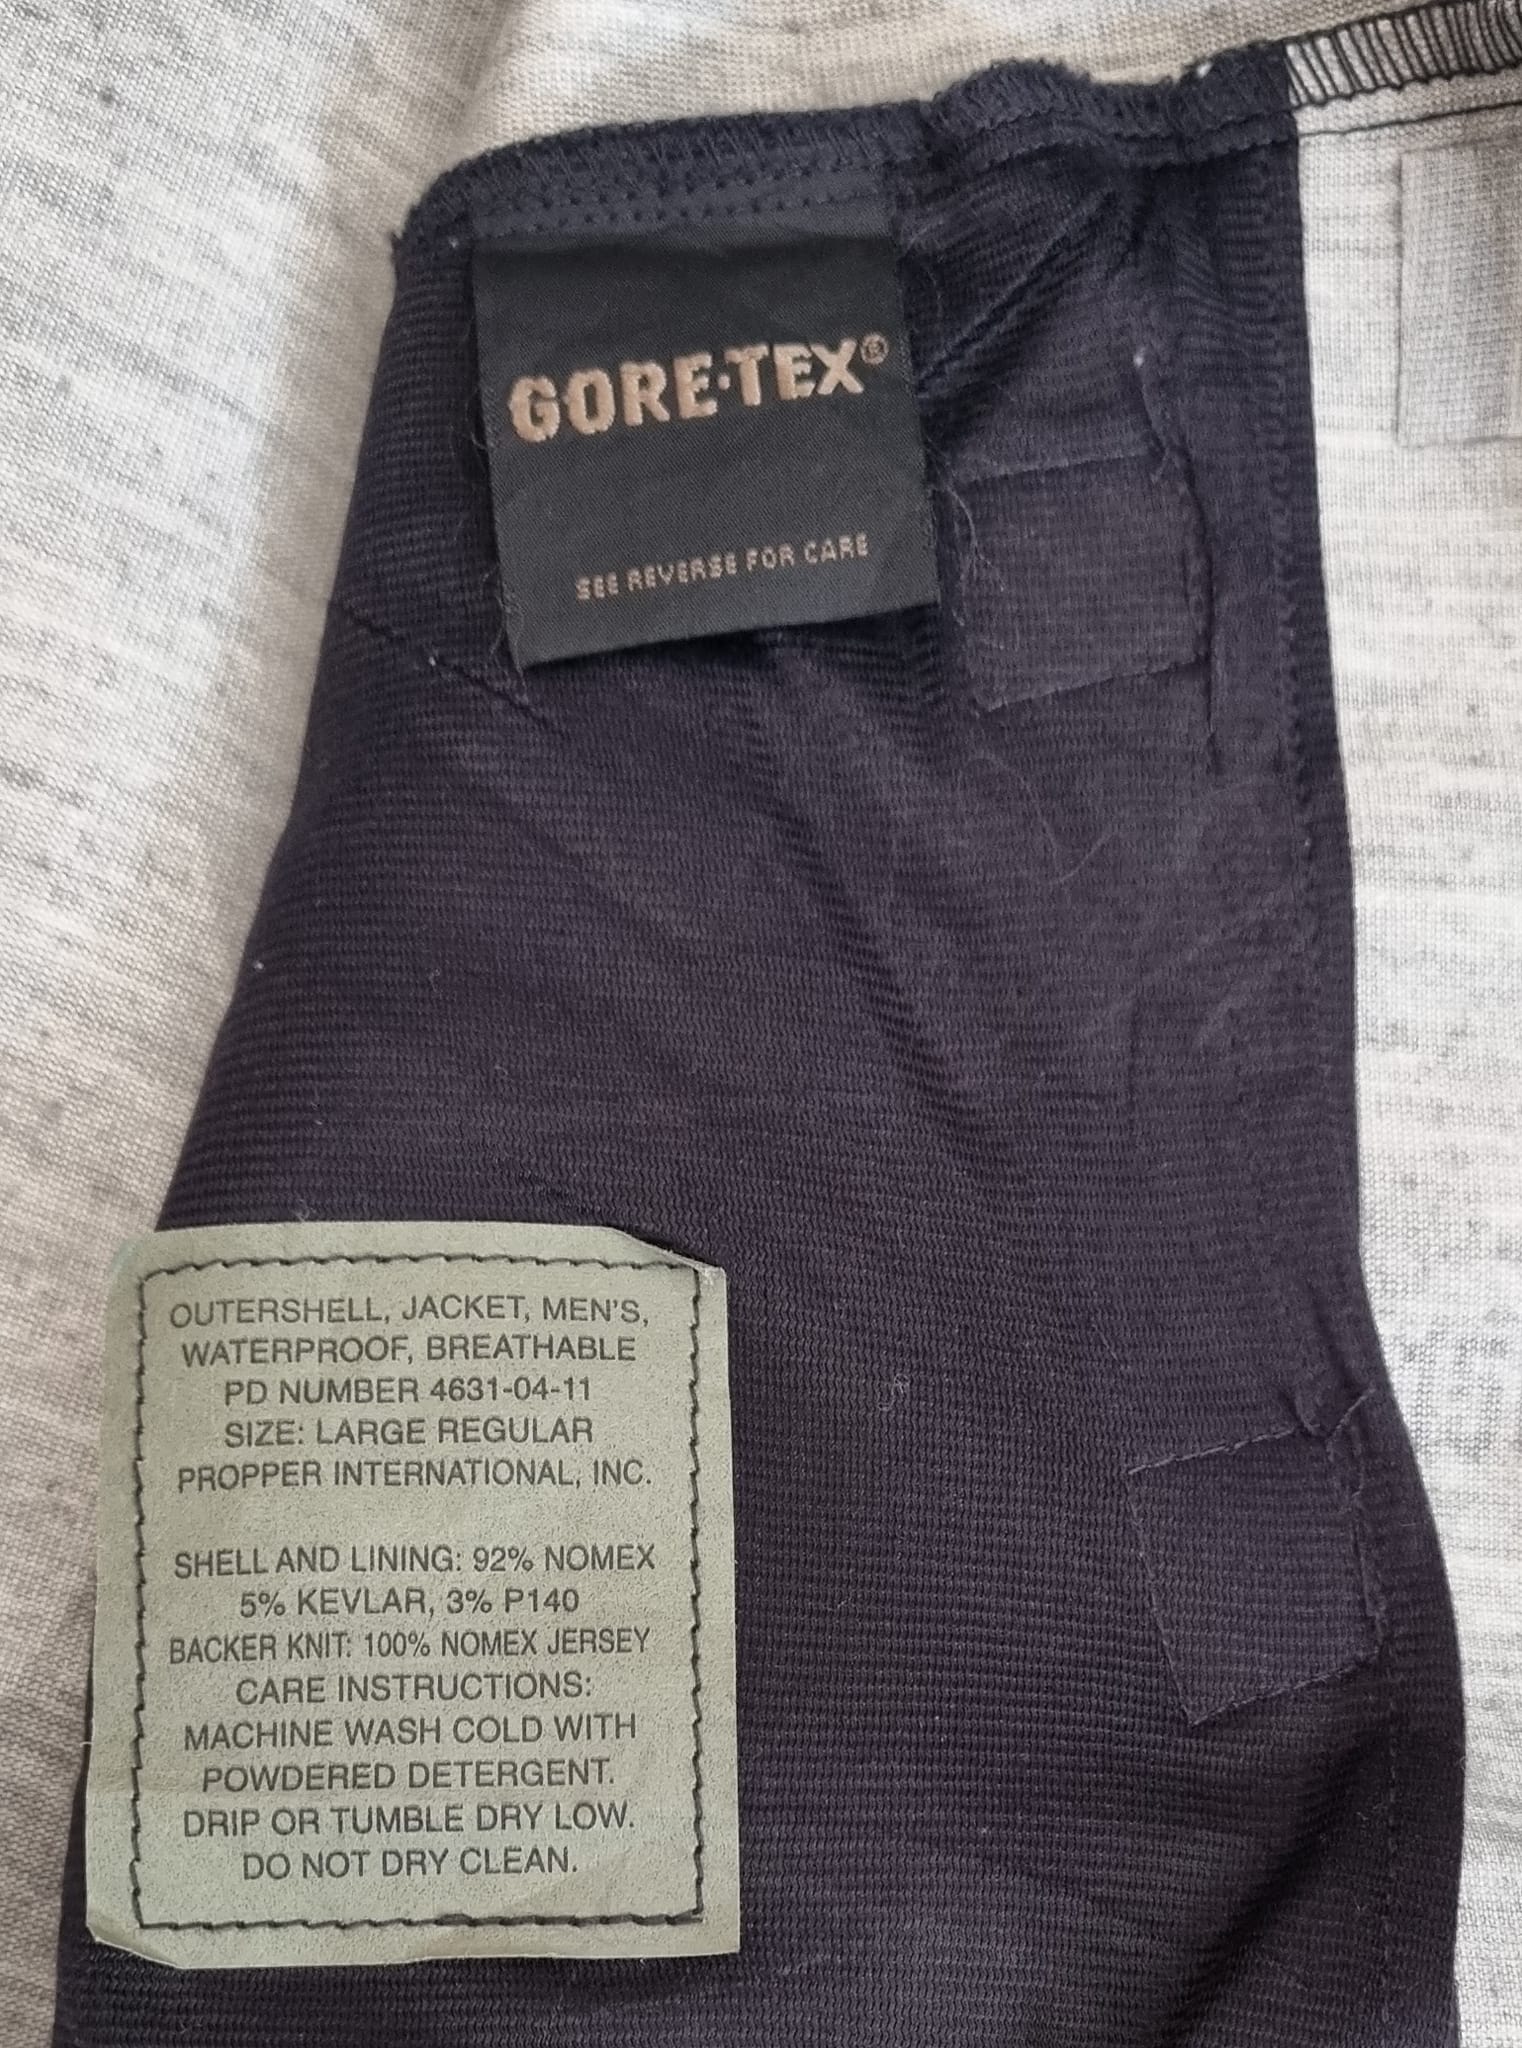 GORE-TEX®
SEE REVERSE FOR CARE
OUTERSHELL, JACKET, MEN'S,
WATERPROOF, BREATHABLE
PD NUMBER 4631-04-11
SIZE: LARGE REGULAR
PROPPER INTERNATIONAL, INC.
SHELL AND LINING: 92% NOMEX
5% KEVLAR, 3% P140
BACKER KNIT: 100% NOMEX JERSEY
CARE INSTRUCTIONS:
MACHINE WASH COLD WITH
POWDERED DETERGENT.
DRIP OR TUMBLE DRY LOW.
DO NOT DRY CLEAN.